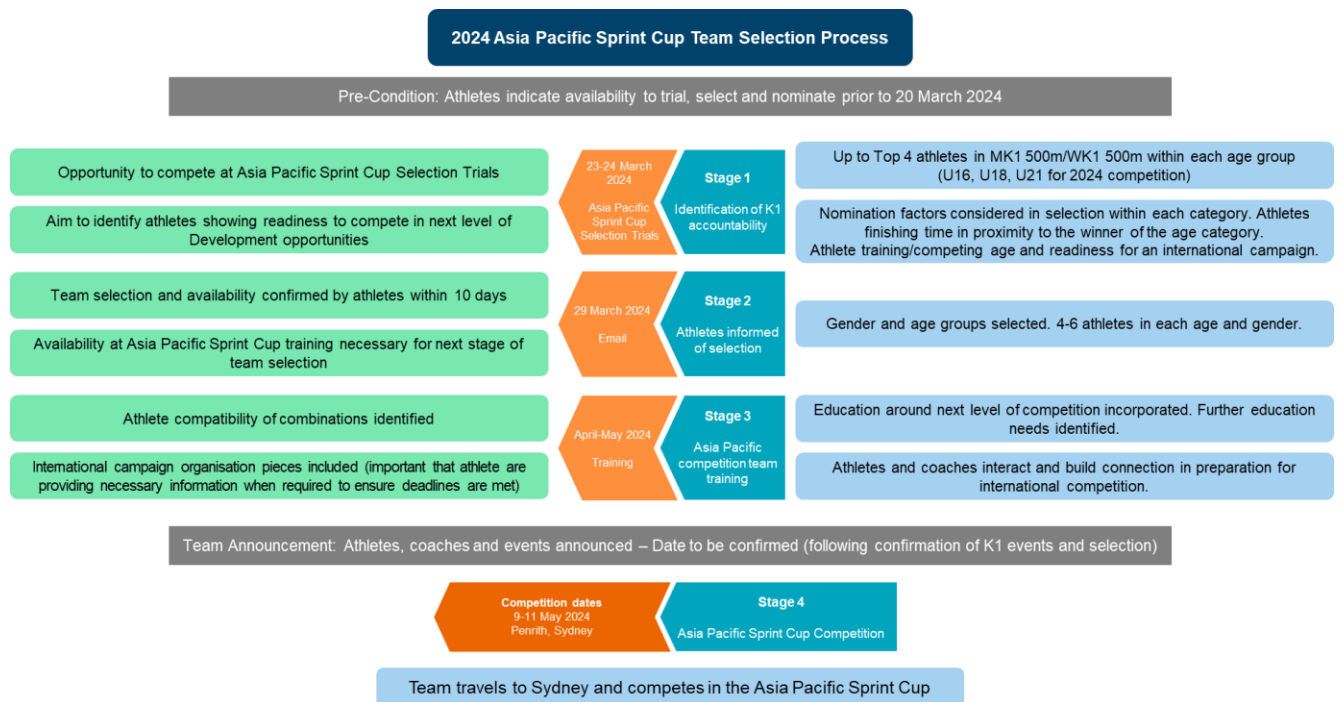 2024 Asia Pacific Sprint Cup Team Selection Process
Pre-Condition: Athletes indicate availability to trial, select and nominate prior to 20 March 2024
Opportunity to compete at Asia Pacific Sprint Cup Selection Trials
Aim to identify athletes showing readiness to compete in next level of
Development opportunities
23-24 March
2024
Asia Pacific
Sprint Cup
Selection Trials
Stage 1
Identification of K1
accountability
Up to Top 4 athletes in MK1 500m/WK1 500m within each age group
(U16, U18, U21 for 2024 competition)
Nomination factors considered in selection within each category. Athletes
finishing time in proximity to the winner of the age category.
Athlete training/competing age and readiness for an international campaign.
Team selection and availability confirmed by athletes within 10 days
Availability at Asia Pacific Sprint Cup training necessary for next stage of
team selection
29 March 2024
Email
Stage 2
Athletes informed
of selection
Gender and age groups selected. 4-6 athletes in each age and gender.
Athlete compatibility of combinations identified
International campaign organisation pieces included (important that athlete are
providing necessary information when required to ensure deadlines are met)
April-May 2024
Training
Stage 3
Asia Pacific
competition team
training
Education around next level of competition incorporated. Further education
needs identified.
Athletes and coaches interact and build connection in preparation for
international competition.
Team Announcement: Athletes, coaches and events announced – Date to be confirmed (following confirmation of K1 events and selection)
Competition dates
9-11 May 2024
Penrith, Sydney
Stage 4
Asia Pacific Sprint Cup Competition
Team travels to Sydney and competes in the Asia Pacific Sprint Cup